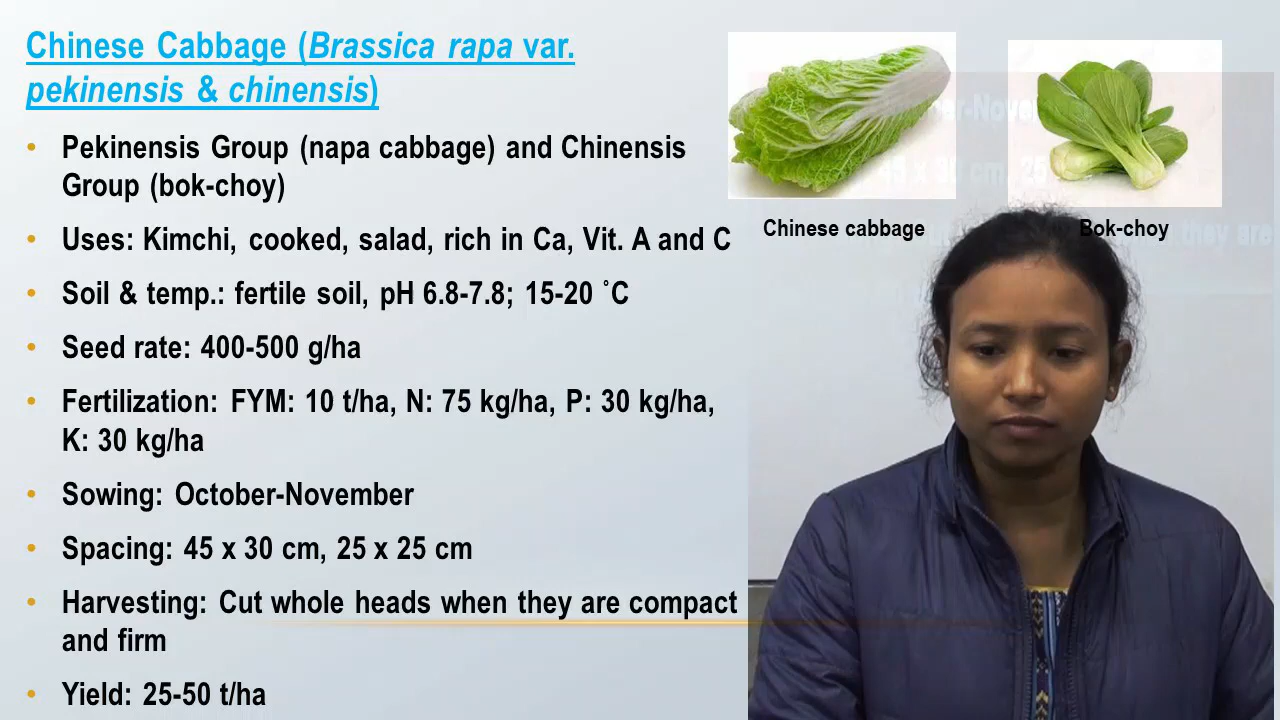 Chinese Cabbage (Brassica rapa var.
pekinensis & chinensis)
• Pekinensis Group (napa cabbage) and Chinensis
Group (bok-choy)
• Uses: Kimchi, cooked, salad, rich in Ca, Vit. A and C
• Soil & temp.: fertile soil, pH 6.8-7.8; 15-20 ˚C
• Seed rate: 400-500 g/ha
• Fertilization: FYM: 10 t/ha, N: 75 kg/ha, P: 30 kg/ha,
K: 30 kg/ha
• Sowing: October-November
• Spacing: 45 x 30 cm, 25 x 25 cm
• Harvesting: Cut whole heads when they are compact
and firm
• Yield: 25-50 t/ha
Chinese cabbage
Bok-choy
they are